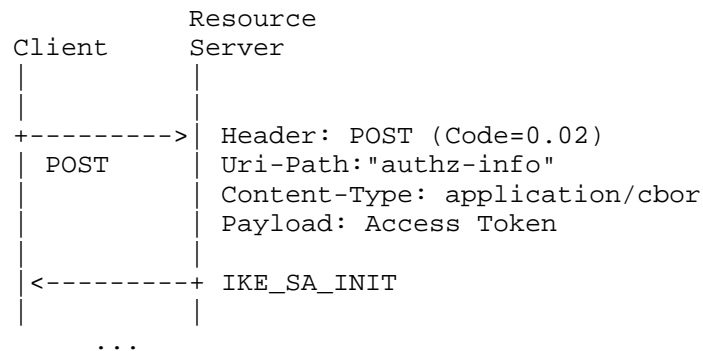 Resource
Client Server
| |
| |
+--------->| Header: POST (Code=0.02)
| POST | Uri-Path:"authz-info"
| | Content-Type: application/cbor
| | Payload: Access Token
| |
|<---------+ IKE_SA_INIT
| |
...